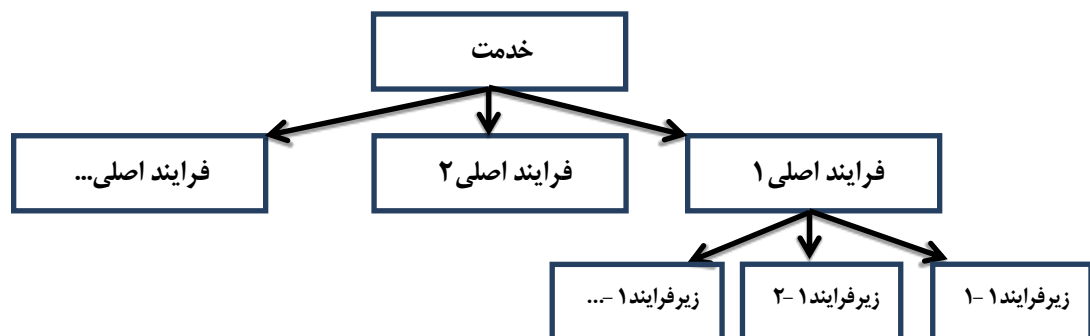 خدمت
فرایند اصلی۱
فرایند اصلی۲
فرایند اصلی...
زیرفرایند۱ –۱
زیرفرایند۱ –۲
زیرفرایند۱ –...